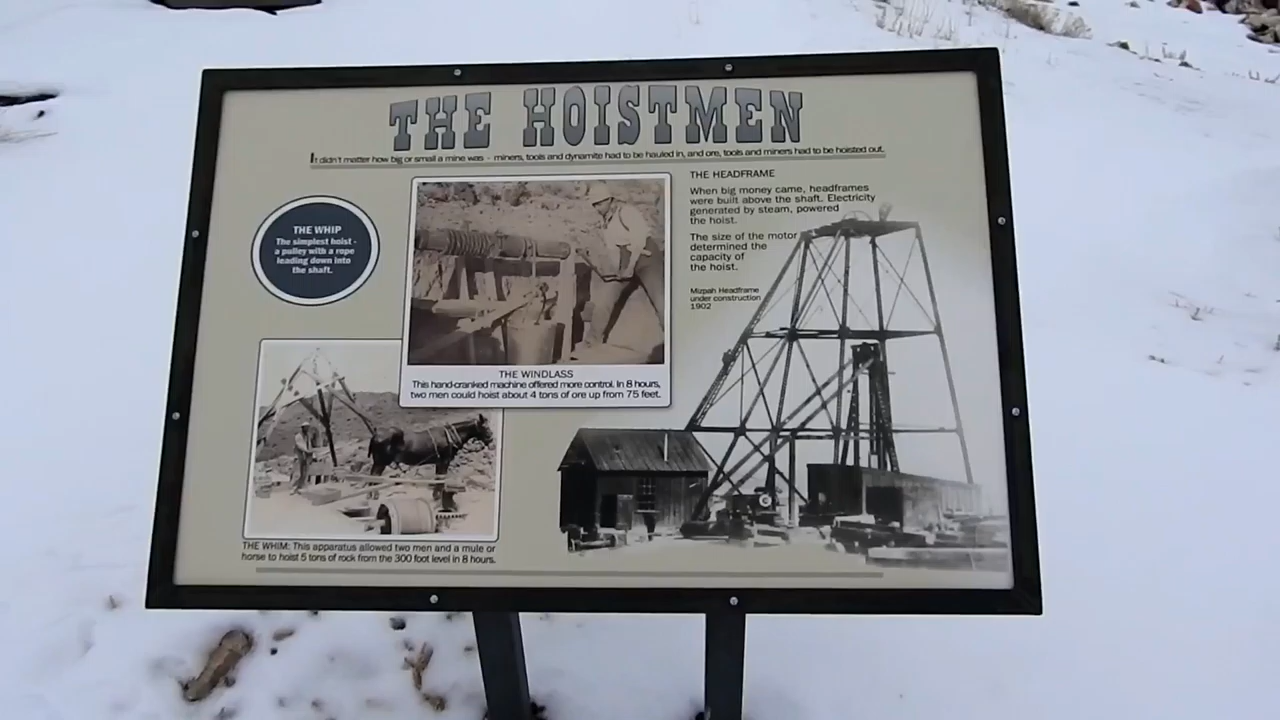 THE HOISTMEN
It didn't matter how big or small a mine was - miners, tools and dynamite had to be hauled in, and ore, tools and miners had to be hoisted out.
THE WHIP
The simplest hoist -
a pulley with a rope
leading down into
the shaft.
THE WINDLASS
This hand-cranked machine offered more control. In 8 hours,
two men could hoist about 4 tons of ore up from 75 feet.
THE WHIM: This apparatus allowed two men and a mule or
horse to hoist 5 tons of rock from the 300 foot level in 8 hours.
THE HEADFRAME
When big money came, headframes
were built above the shaft. Electricity
generated by steam, powered
the hoist.
The size of the motor
determined the
capacity of
the hoist.
Mizpah Headframe
under construction
1902